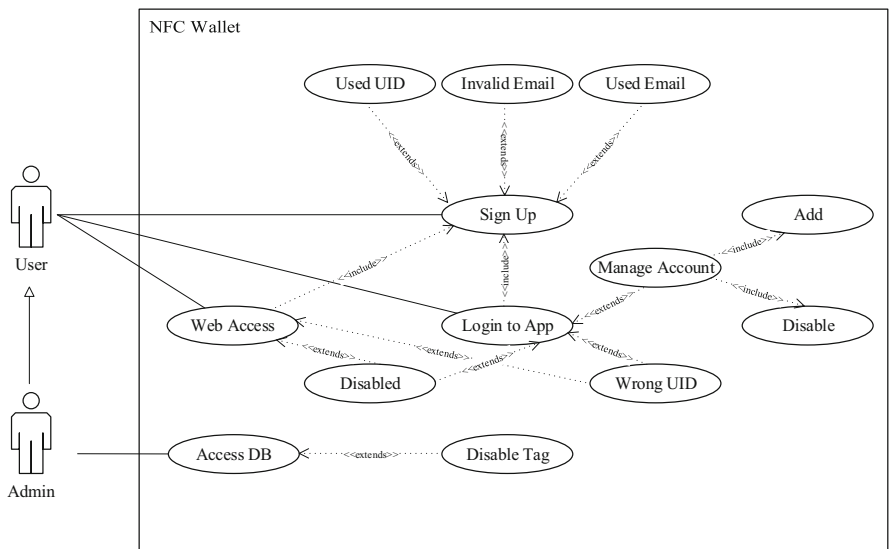 NFC Wallet
Used UID
Invalid Email
Used Email
<<extends>>
<<extends>>
<<extends>>
Sign Up
Add
User
<<include>>
<<include>>
<<include>>
Manage Account
<<include>>
<<extends>>
Web Access
Login to App
Disable
<<extends>>
<<extends>>
<<extends>>
<<extends>>
Disabled
Wrong UID
Access DB
<<extends>>
Disable Tag
Admin